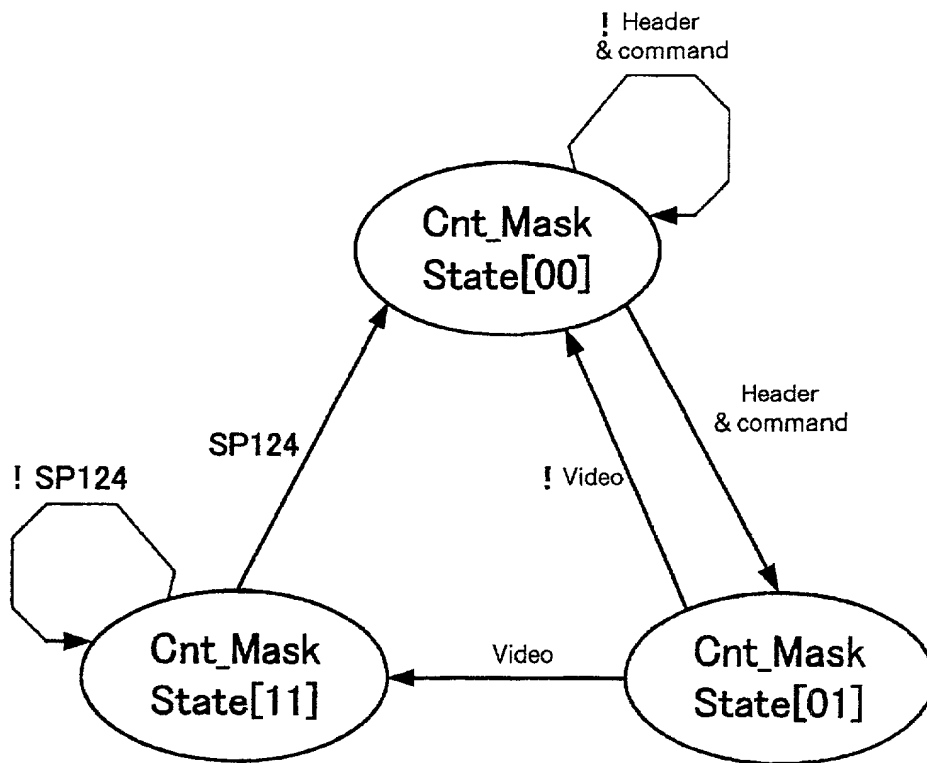 ! Header
& command
Cnt_Mask
State[00]
Header
& command
SP124
! Video
! SP124
Cnt_Mask
State[11]
Video
Cnt_Mask
State[01]